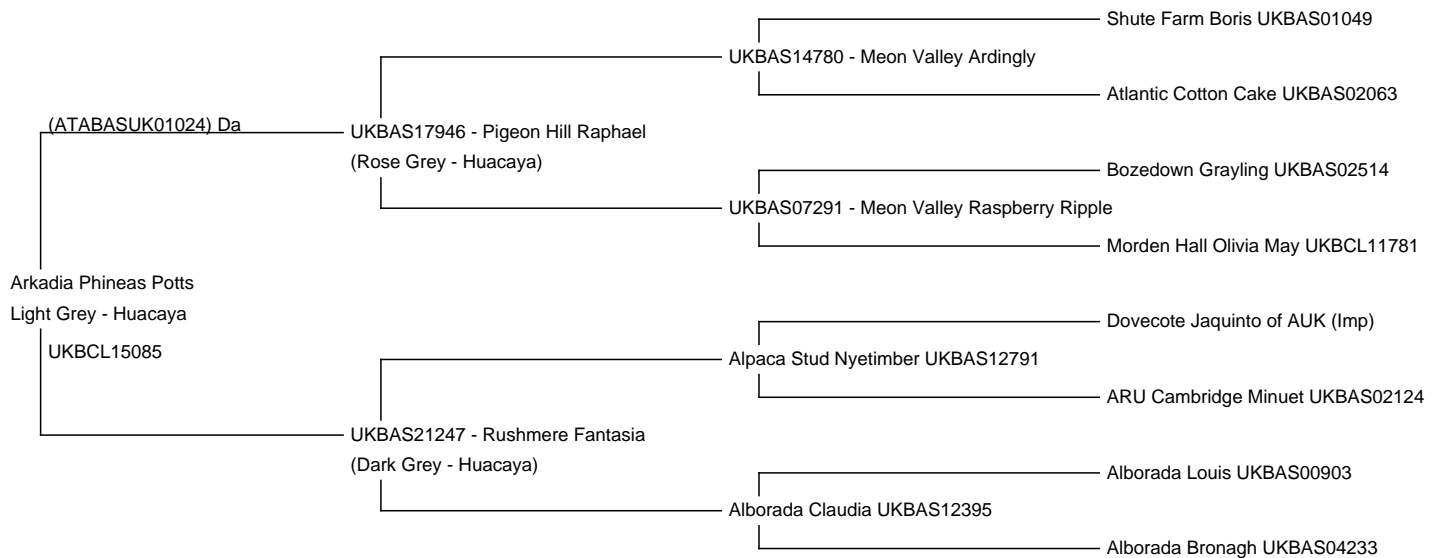 Shute Farm Boris UKBAS01049
UKBAS14780 - Meon Valley Ardingly
Atlantic Cotton Cake UKBAS02063
(ATABASUK01024) Da
UKBAS17946 - Pigeon Hill Raphael
(Rose Grey - Huacaya)
Bozedown Grayling UKBAS02514
UKBAS07291 - Meon Valley Raspberry Ripple
Morden Hall Olivia May UKBCL11781
Arkadia Phineas Potts
Light Grey - Huacaya
UKBCL15085
Dovecote Jaquinto of AUK (Imp)
Alpaca Stud Nyetimber UKBAS12791
ARU Cambridge Minuet UKBAS02124
UKBAS21247 - Rushmere Fantasia
(Dark Grey - Huacaya)
Alborada Louis UKBAS00903
Alborada Claudia UKBAS12395
Alborada Bronagh UKBAS04233